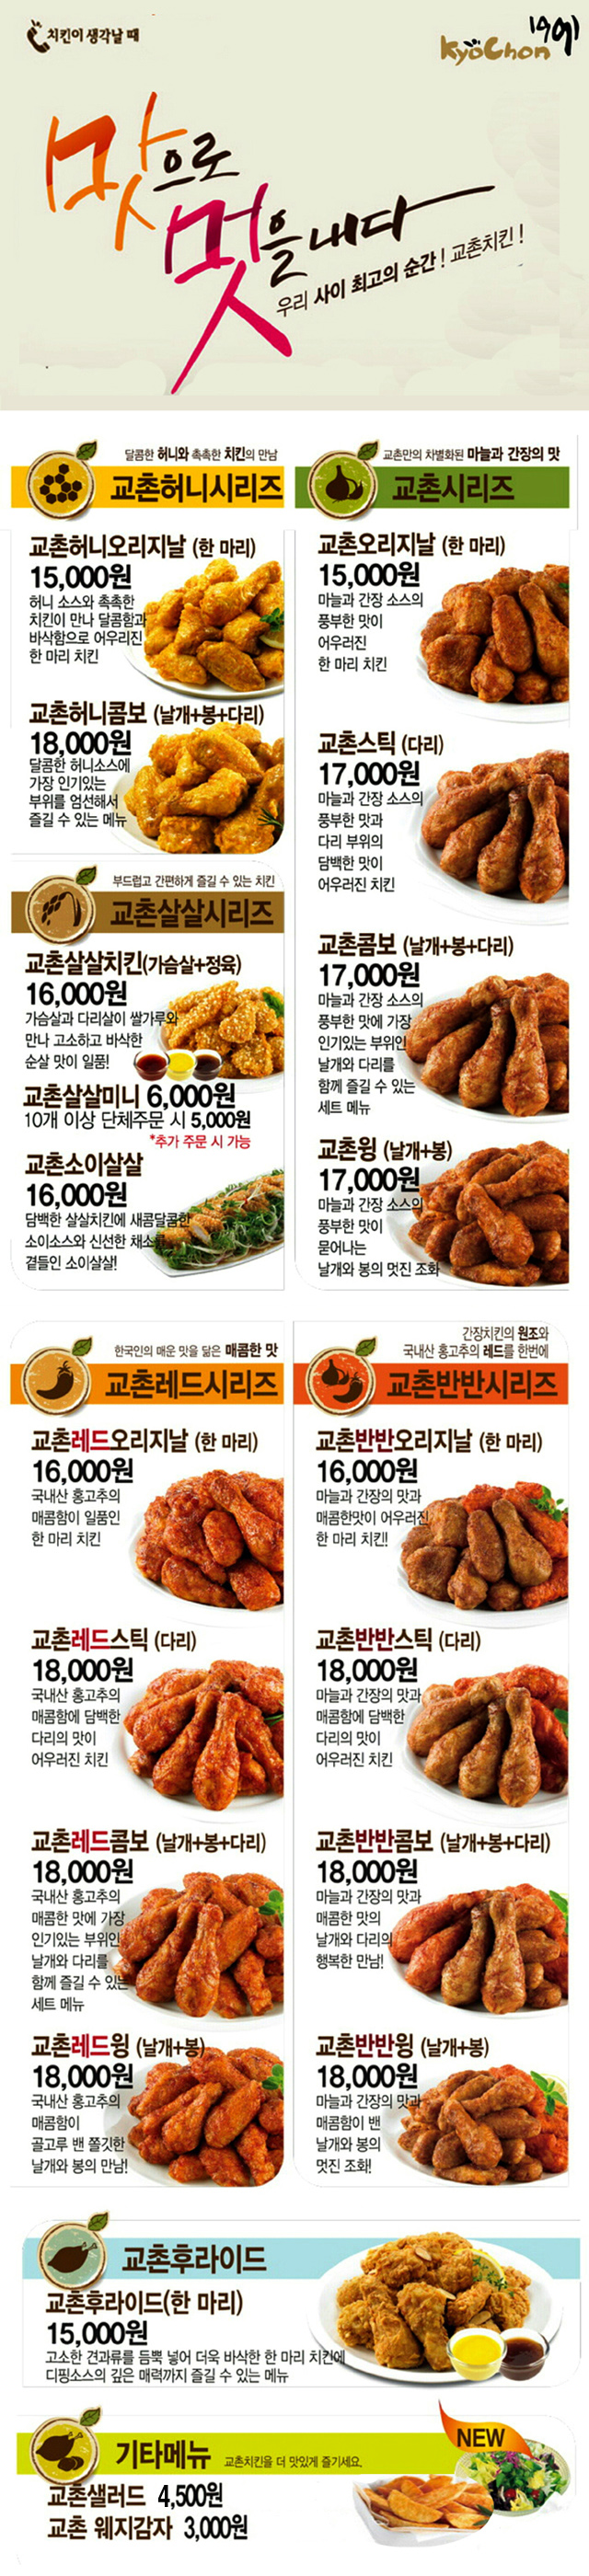 치킨이 생각날 때
kyochon 1991
맛으로
멋을 내다
우리 사이 최고의 순간! 교촌치킨!
달콤한 허니와 촉촉한 치킨의 만남
교촌허니시리즈
교촌허니오리지날 (한 마리)
15,000원
허니 소스와 촉촉한
치킨이 만나 달콤함과
바삭함으로 어우러진
한 마리 치킨
교촌허니콤보 (날개+봉+다리)
18,000원
달콤한 허니소스에
가장 인기있는
부위를 엄선해서
즐길 수 있는 메뉴
부드럽고 간편하게 즐길 수 있는 치킨
교촌살살시리즈
교촌살살치킨(가슴살+정육)
16,000원
가슴살과 다리살이 쌀가루와
만나 고소하고 바삭한
순살 맛이 일품!
교촌살살미니 6,000원
10개 이상 단체주문 시 5,000원
*추가 주문 시 가능
교촌소이살살
16,000원
담백한 살살치킨에 새콤달콤한
소이소스와 신선한 채소를
곁들인 소이살살!
교촌만의 차별화된 마늘과 간장의 맛
교촌시리즈
교촌오리지날 (한 마리)
15,000원
마늘과 간장 소스의
풍부한 맛이
어우러진
한 마리 치킨
교촌스틱 (다리)
17,000원
마늘과 간장 소스의
풍부한 맛과
다리 부위의
담백한 맛이
어우러진 치킨
교촌콤보 (날개+봉+다리)
17,000원
마늘과 간장 소스의
풍부한 맛에 가장
인기있는 부위인
날개와 다리를
함께 즐길 수 있는
세트 메뉴
교촌윙 (날개+봉)
17,000원
마늘과 간장 소스의
풍부한 맛이
묻어나는
날개와 봉의 멋진 조화
한국인의 매운 맛을 닮은 매콤한 맛
교촌레드시리즈
교촌레드오리지날 (한 마리)
16,000원
국내산 홍고추의
매콤함이 일품인
한 마리 치킨
교촌레드스틱 (다리)
18,000원
국내산 홍고추의
매콤함에 담백한
다리의 맛이
어우러진 치킨
교촌레드콤보 (날개+봉+다리)
18,000원
국내산 홍고추의
매콤한 맛에 가장
인기있는 부위인
날개와 다리를
함께 즐길 수 있는
세트 메뉴
교촌레드윙 (날개+봉)
18,000원
국내산 홍고추의
매콤함이
골고루 밴 쫄깃한
날개와 봉의 만남!
간장치킨의 원조와
국내산 홍고추의 레드를 한번에
교촌반반시리즈
교촌반반오리지날 (한 마리)
16,000원
마늘과 간장의 맛과
매콤한맛이 어우러진
한 마리 치킨!!
교촌반반스틱 (다리)
18,000원
마늘과 간장의 맛과
매콤함에 담백한
다리의 맛이
어우러진 치킨
교촌반반콤보 (날개+봉+다리)
18,000원
마늘과 간장의 맛과
매콤한 맛의
날개와 다리의
행복한 만남!
교촌반반윙 (날개+봉)
18,000원
마늘과 간장의 맛과
매콤함이 밴
날개와 봉의
멋진 조화!
교촌후라이드
교촌후라이드(한 마리)
15,000원
고소한 견과류를 듬뿍 넣어 더욱 바삭한 한 마리 치킨에
디핑소스의 깊은 매력까지 즐길 수 있는 메뉴
기타메뉴 교촌치킨을 더 맛있게 즐기세요.
NEW
교촌샐러드 4,500원
교촌 웨지감자 3,000원